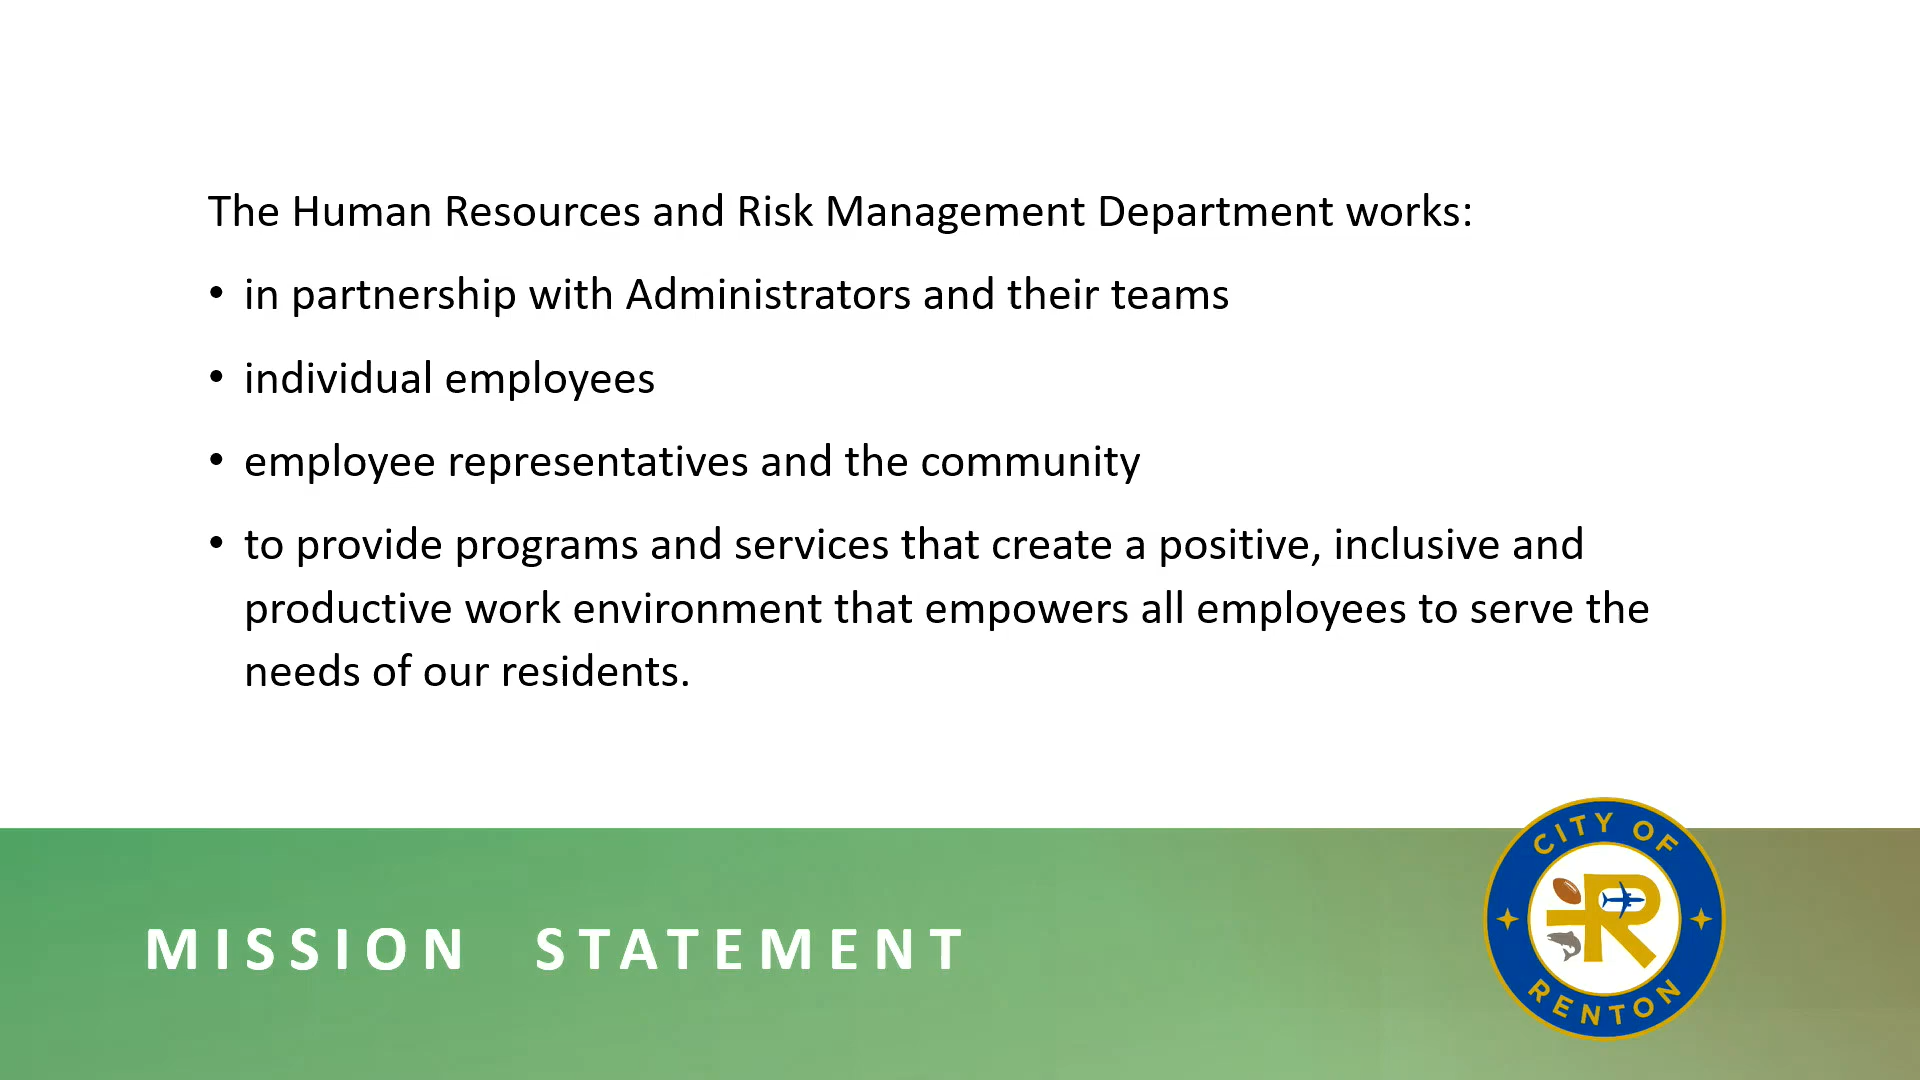 The Human Resources and Risk Management Department works:
• in partnership with Administrators and their teams
• individual employees
• employee representatives and the community
• to provide programs and services that create a positive, inclusive and
productive work environment that empowers all employees to serve the
needs of our residents.
MISSION STATEMENT
CITY OF
R
RENTON